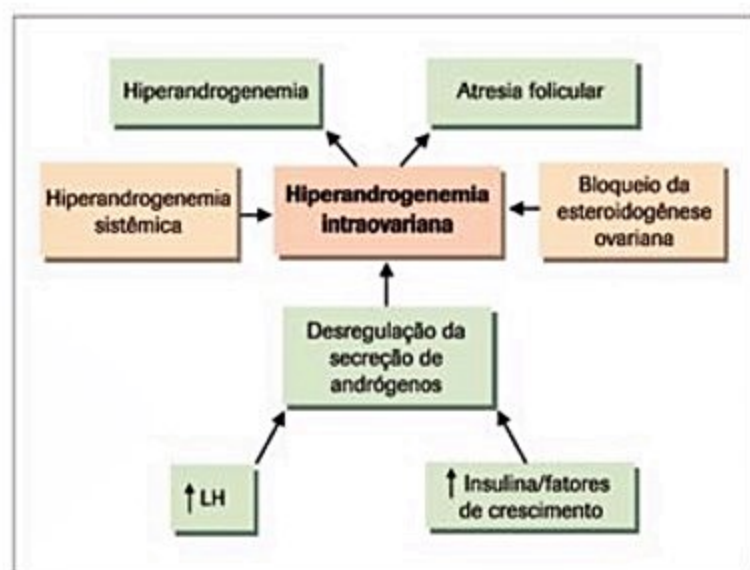 Hiperandrogenemia
Atresia folicular
Hiperandrogenemia
sistêmica
Hiperandrogenemia
intraovariana
Bloqueio da
esteroidogênese
ovariana
Desregulação da
secreção de
andrógenos
↑ LH
↑ Insulina/fatores
de crescimento